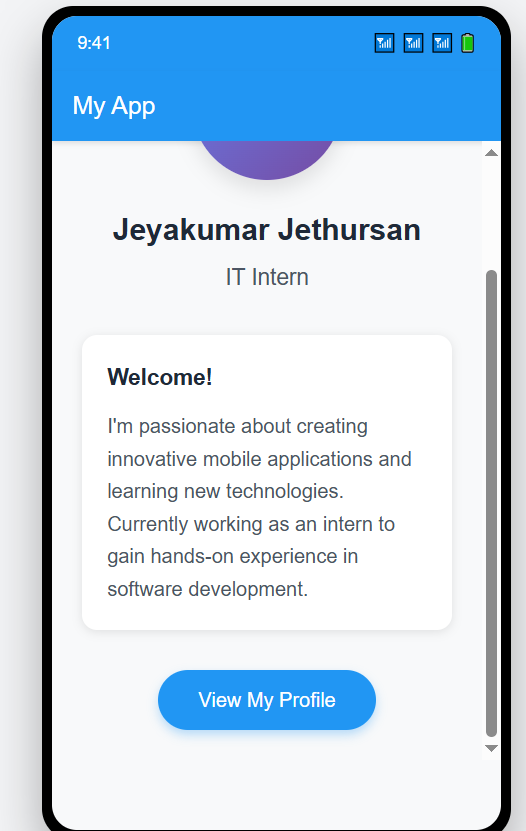 9:41
My App
Jeyakumar Jethursan
IT Intern
Welcome!
I'm passionate about creating
innovative mobile applications and
learning new technologies.
Currently working as an intern to
gain hands-on experience in
software development.
View My Profile